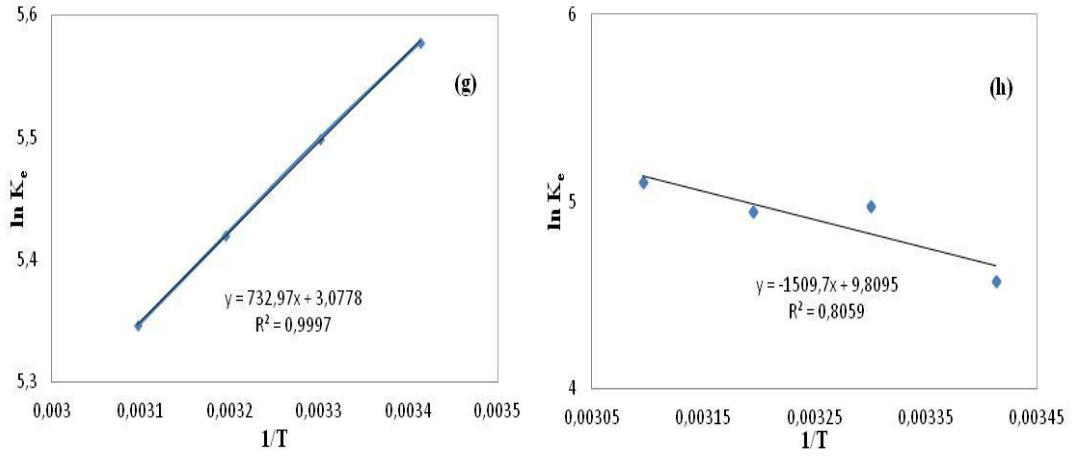 5,6
5,5
5,4
5,3
ln Kₑ
(g)
y = 732,97x + 3,0778
R² = 0,9997
0,003 0,0031 0,0032 0,0033 0,0034 0,0035
1/T
6
5
4
ln Kₑ
(h)
y = -1509,7x + 9,8095
R² = 0,8059
0,00305 0,00315 0,00325 0,00335 0,00345
1/T